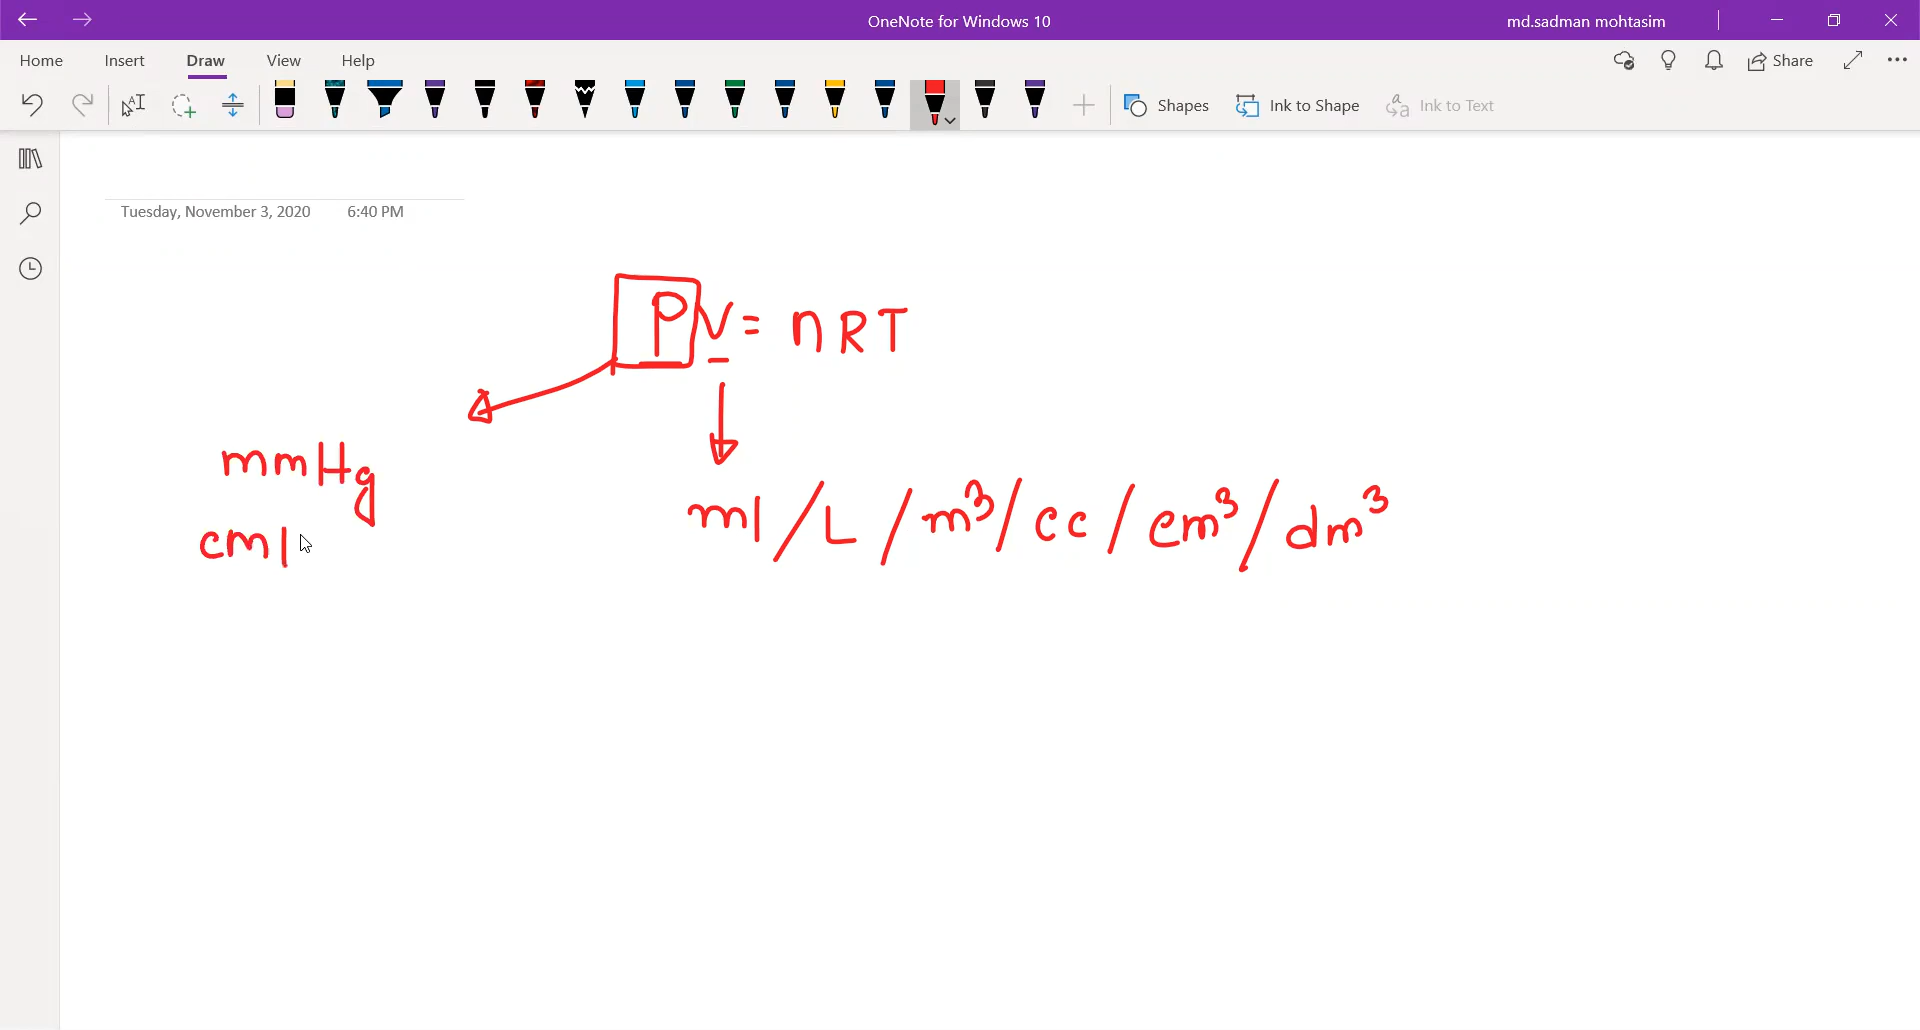 OneNote for Windows 10
md.sadman mohtasim
Home Insert Draw View Help
Share
Shapes Ink to Shape Ink to Text
Tuesday, November 3, 2020 6:40 PM
PV = nRT
mmHg
ml / L / m³ / cc / cm³ / dm³
cm